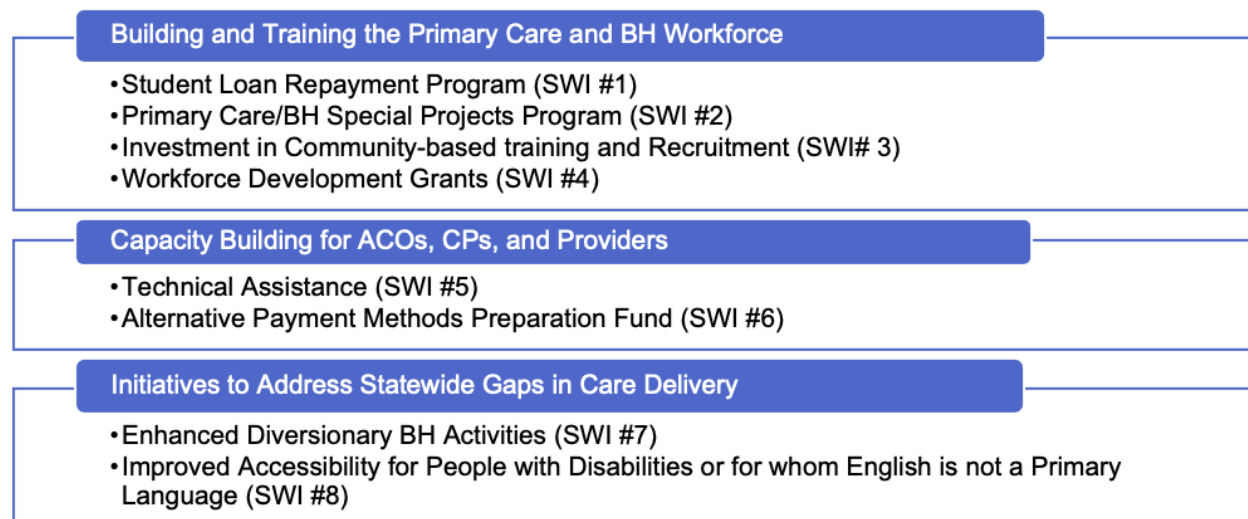 Building and Training the Primary Care and BH Workforce
•Student Loan Repayment Program (SWI #1)
•Primary Care/BH Special Projects Program (SWI #2)
•Investment in Community-based training and Recruitment (SWI# 3)
•Workforce Development Grants (SWI #4)
Capacity Building for ACOs, CPs, and Providers
•Technical Assistance (SWI #5)
•Alternative Payment Methods Preparation Fund (SWI #6)
Initiatives to Address Statewide Gaps in Care Delivery
•Enhanced Diversionary BH Activities (SWI #7)
•Improved Accessibility for People with Disabilities or for whom English is not a Primary
Language (SWI #8)